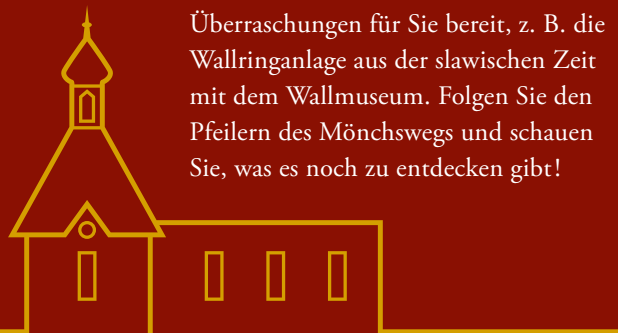 Überraschungen für Sie bereit, z. B. die
Wallringanlage aus der slawischen Zeit
mit dem Wallmuseum. Folgen Sie den
Pfeilern des Mönchswegs und schauen
Sie, was es noch zu entdecken gibt!